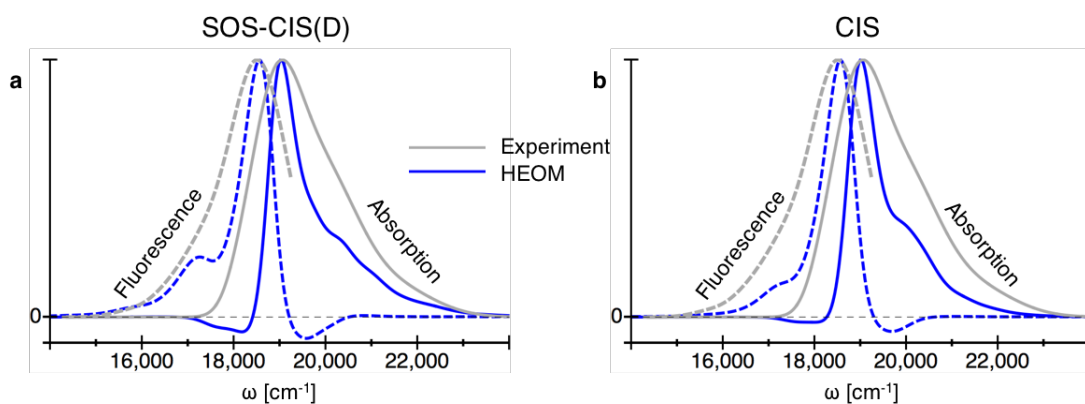 SOS-CIS(D)
CIS
a
b
Experiment
HEOM
Fluorescence
Absorption
Fluorescence
Absorption
0
0
16,000 18,000 20,000 22,000
16,000 18,000 20,000 22,000
ω [cm⁻¹]
ω [cm⁻¹]